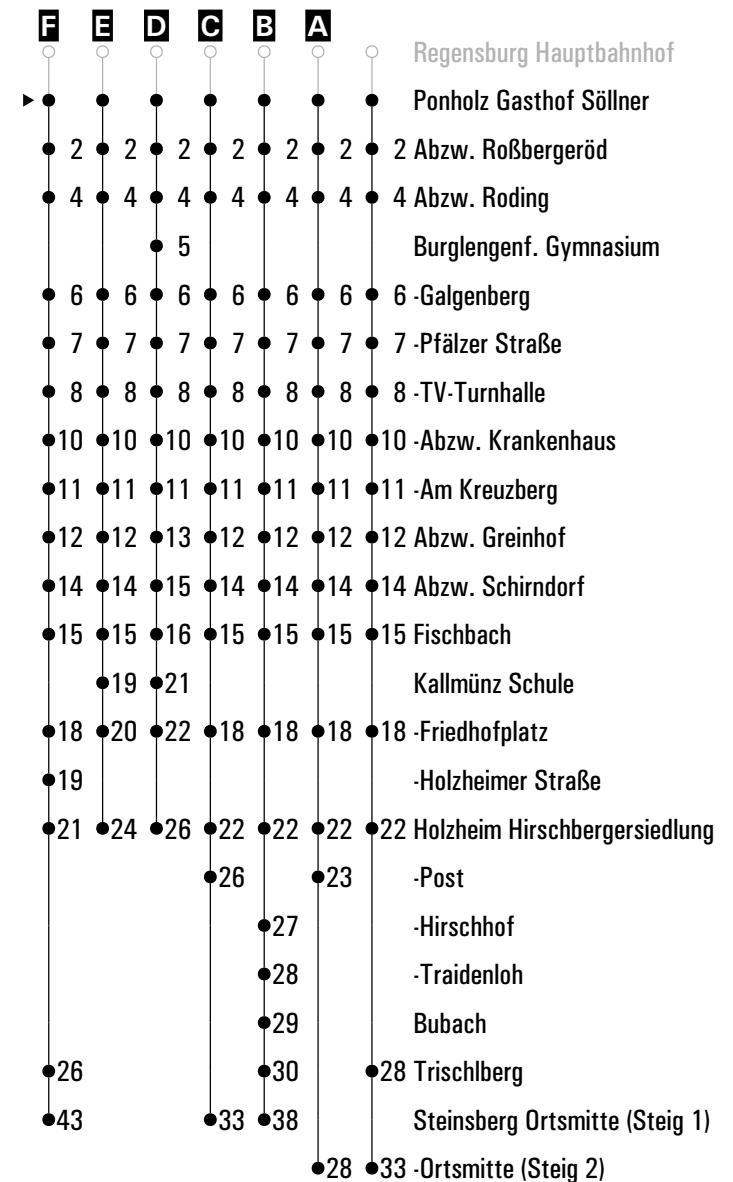 F E D C B A
Regensburg Hauptbahnhof
Ponholz Gasthof Söllner
2 2 2 2 2 2 2 Abzw. Roßbergeröd
4 4 4 4 4 4 4 Abzw. Roding
5 Burglengenf. Gymnasium
6 6 6 6 6 6 6 -Galgenberg
7 7 7 7 7 7 7 -Pfälzer Straße
8 8 8 8 8 8 8 -TV-Turnhalle
10 10 10 10 10 10 10 -Abzw. Krankenhaus
11 11 11 11 11 11 11 -Am Kreuzberg
12 12 13 12 12 12 12 Abzw. Greinhof
14 14 15 14 14 14 14 Abzw. Schirndorf
15 15 16 15 15 15 15 Fischbach
19 21 Kallmünz Schule
18 20 22 18 18 18 18 -Friedhofplatz
19 -Holzheimer Straße
21 24 26 22 22 22 22 Holzheim Hirschbergersiedlung
26 23 -Post
27 -Hirschhof
28 -Traidenloh
29 Bubach
26 30 28 Trischlberg
43 33 38 Steinsberg Ortsmitte (Steig 1)
28 33 -Ortsmitte (Steig 2)